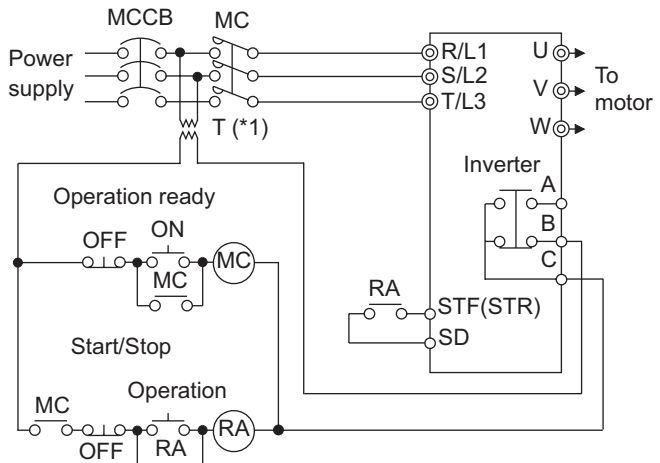 MCCB
MC
Power
supply
T (*1)
R/L1
S/L2
T/L3
U
V
W
To
motor
Inverter
A
B
C
Operation ready
OFF
ON
MC
MC
RA
STF(STR)
SD
Start/Stop
Operation
MC
OFF
RA
RA